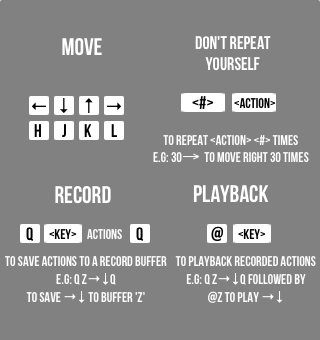 MOVE
← ↓ ↑ →
H J K L
DON'T REPEAT
YOURSELF
<#> <ACTION>
TO REPEAT <ACTION> <#> TIMES
E.G: 30→ TO MOVE RIGHT 30 TIMES
RECORD
Q <KEY> ACTIONS Q
TO SAVE ACTIONS TO A RECORD BUFFER
E.G: Q Z→↓Q
TO SAVE →↓ TO BUFFER 'Z'
PLAYBACK
@ <KEY>
TO PLAYBACK RECORDED ACTIONS
E.G: Q Z→↓Q FOLLOWED BY
@Z TO PLAY →↓